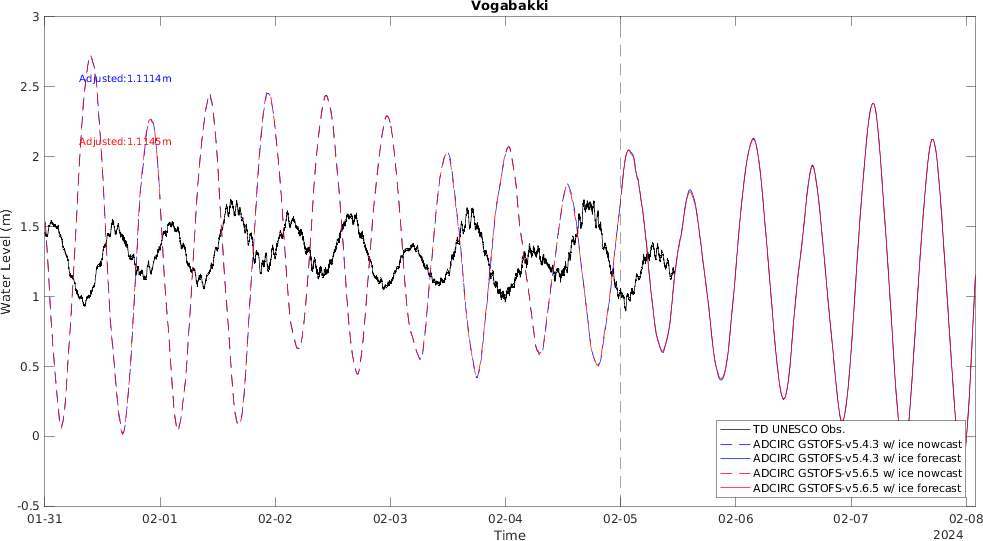 Vogabakki
3
2.5
2
1.5
1
0.5
0
-0.5
Water Level (m)
Adjusted:1.1114m
Adjusted:1.1145m
TD UNESCO Obs.
ADCIRC GSTOFS-v5.4.3 w/ ice nowcast
ADCIRC GSTOFS-v5.4.3 w/ ice forecast
ADCIRC GSTOFS-v5.6.5 w/ ice nowcast
ADCIRC GSTOFS-v5.6.5 w/ ice forecast
01-31 02-01 02-02 02-03 02-04 02-05 02-06 02-07 02-08
Time
2024